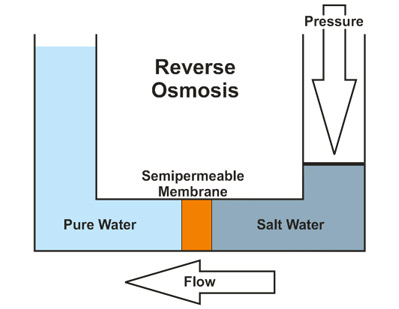 Pressure
Reverse
Osmosis
Semipermeable
Membrane
Pure Water
Salt Water
Flow